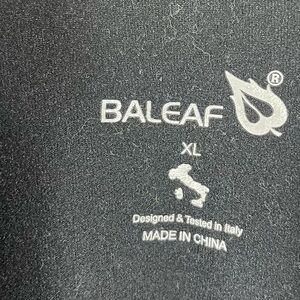 BALEAF ®
XL
Designed & Tested in Italy
MADE IN CHINA